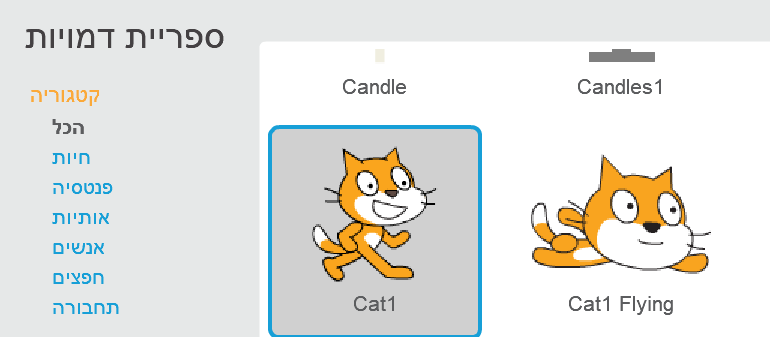 ספריית דמויות
קטגוריה
הכל
חיות
פנטסיה
אותיות
אנשים
חפצים
תחבורה
Candle
Candles1
Cat1
Cat1 Flying